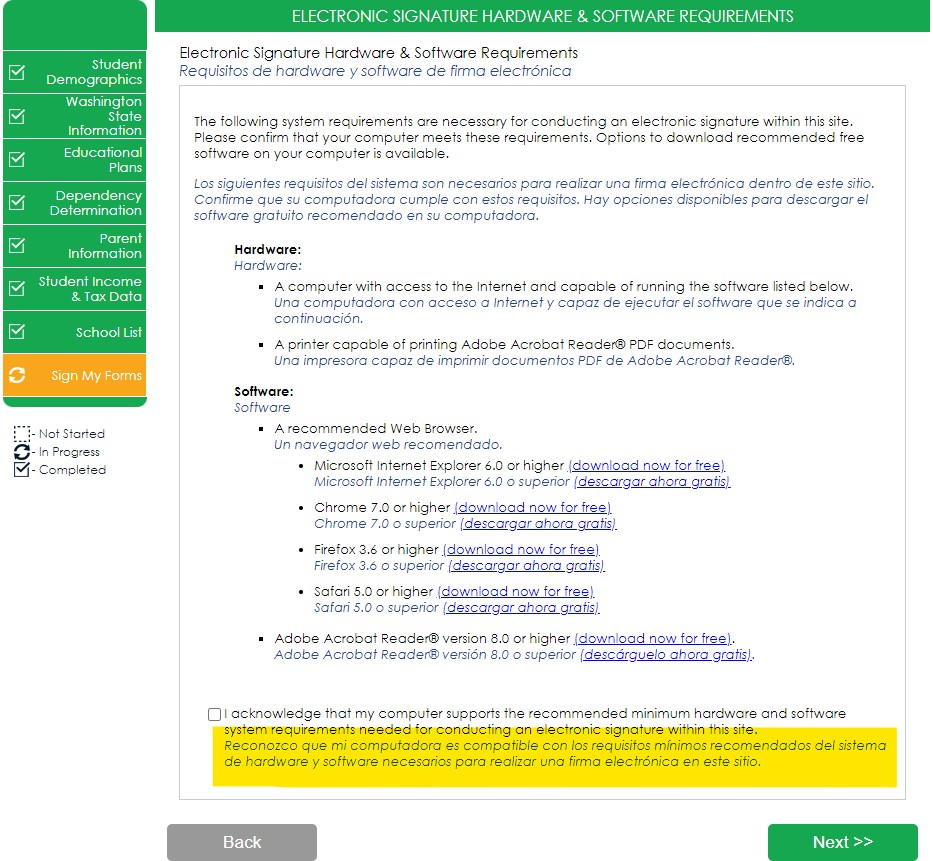 ELECTRONIC SIGNATURE HARDWARE & SOFTWARE REQUIREMENTS
Student
Demographics
Washington
State
Information
Educational
Plans
Dependency
Determination
Parent
Information
Student Income
& Tax Data
School List
Sign My Forms
- Not Started
- In Progress
- Completed
Electronic Signature Hardware & Software Requirements
Requisitos de hardware y software de firma electrónica
The following system requirements are necessary for conducting an electronic signature within this site.
Please confirm that your computer meets these requirements. Options to download recommended free
software on your computer is available.
Los siguientes requisitos del sistema son necesarios para realizar una firma electrónica dentro de este sitio.
Confirme que su computadora cumple con estos requisitos. Hay opciones disponibles para descargar el
software gratuito recomendado en su computadora.
Hardware:
Hardware:
▪ A computer with access to the Internet and capable of running the software listed below.
Una computadora con acceso a Internet y capaz de ejecutar el software que se indica a
continuación.
▪ A printer capable of printing Adobe Acrobat Reader® PDF documents.
Una impresora capaz de imprimir documentos PDF de Adobe Acrobat Reader®.
Software:
Software
▪ A recommended Web Browser.
Un navegador web recomendado.
• Microsoft Internet Explorer 6.0 or higher (download now for free)
Microsoft Internet Explorer 6.0 o superior (descargar ahora gratis)
• Chrome 7.0 or higher (download now for free)
Chrome 7.0 o superior (descargar ahora gratis)
• Firefox 3.6 or higher (download now for free)
Firefox 3.6 o superior (descargar ahora gratis)
• Safari 5.0 or higher (download now for free)
Safari 5.0 o superior (descargar ahora gratis)
▪ Adobe Acrobat Reader® version 8.0 or higher (download now for free).
Adobe Acrobat Reader® versión 8.0 o superior (descárguelo ahora gratis).
I acknowledge that my computer supports the recommended minimum hardware and software
system requirements needed for conducting an electronic signature within this site.
Reconozco que mi computadora es compatible con los requisitos mínimos recomendados del sistema
de hardware y software necesarios para realizar una firma electrónica en este sitio.
Back
Next >>